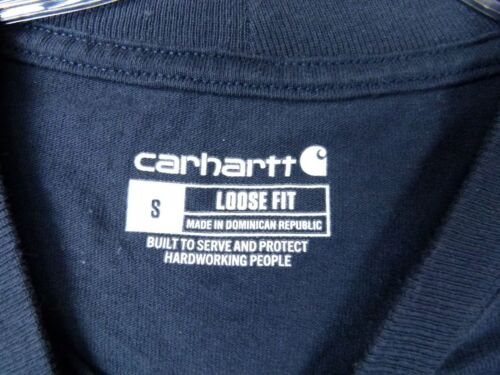 carhartt
S
LOOSE FIT
MADE IN DOMINICAN REPUBLIC
BUILT TO SERVE AND PROTECT
HARDWORKING PEOPLE